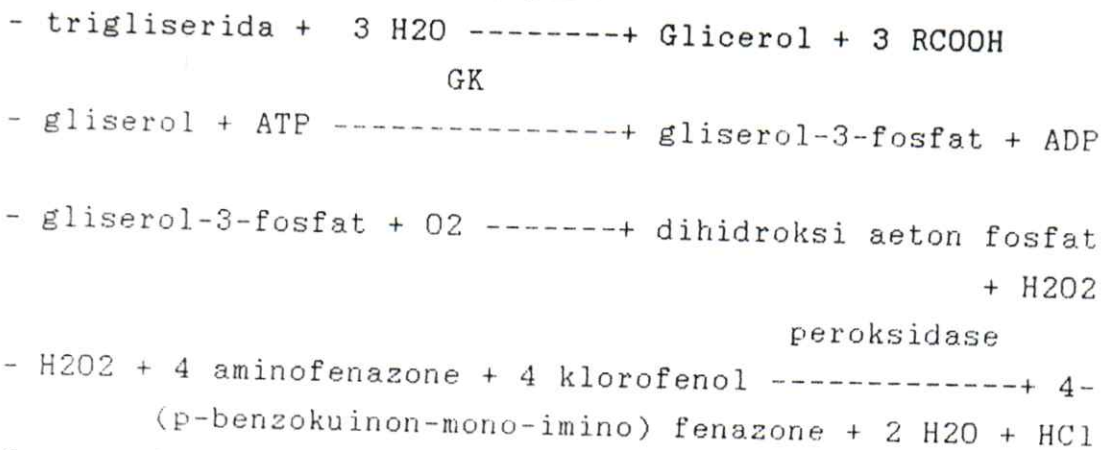 - trigliserida + 3 H2O --------+ Glicerol + 3 RCOOH
GK
- gliserol + ATP ---------------+ gliserol-3-fosfat + ADP
- gliserol-3-fosfat + O2 -------+ dihidroksi aeton fosfat
+ H2O2
peroksidase
- H2O2 + 4 aminofenazone + 4 klorofenol -------------+ 4-
(p-benzokuinon-mono-imino) fenazone + 2 H2O + HCl